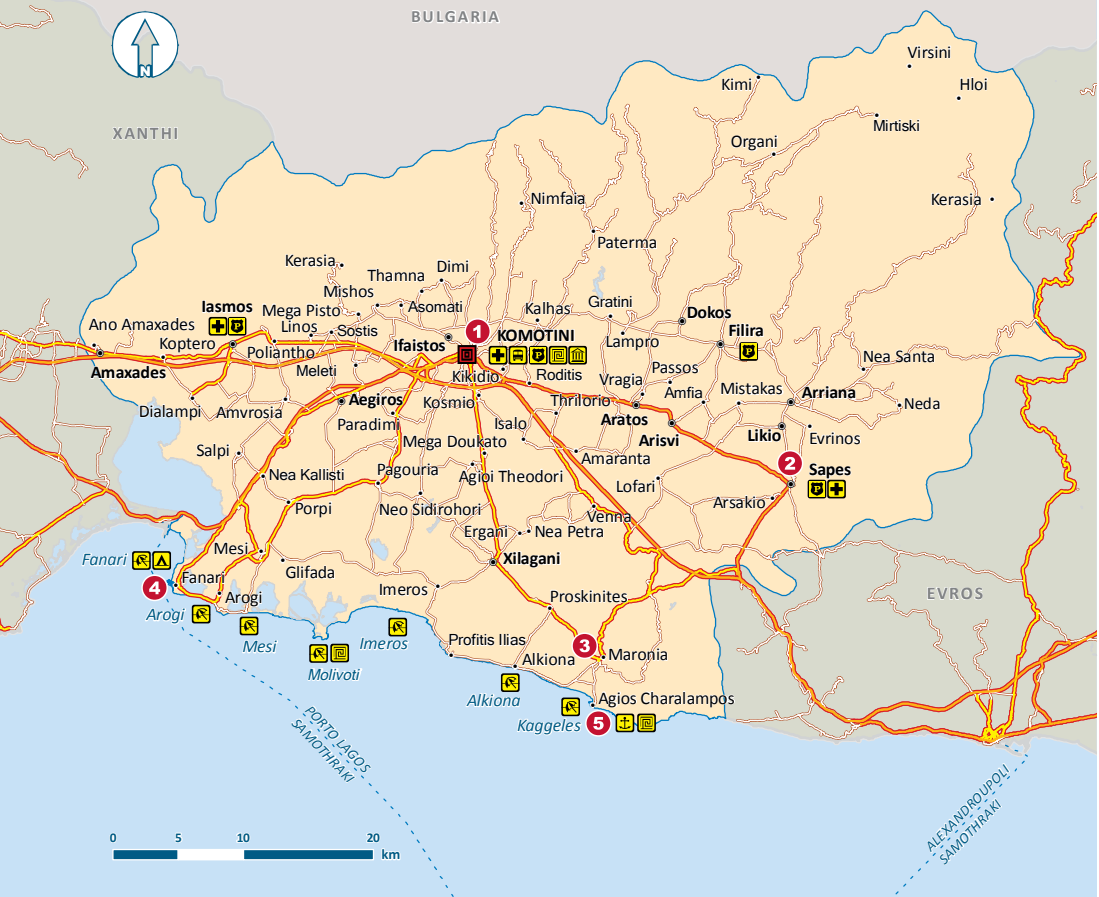 BULGARIA
N
XANTHI
Virsini
Kimi
Hloi
Mirtiski
Organi
Nimfaia
Kerasia
Paterma
Kerasia
Dimi
Thamna
Mishos
Gratini
Iasmos
Mega Pisto
Asomati
Kalhas
Dokos
Ano Amaxades
Linos
Sostis
1
KOMOTINI
Filira
Koptero
Poliantho
Ifaistos
Lampro
Nea Santa
Amaxades
Meleti
Kikidio
Roditis
Vragia
Passos
Dialampi
Amvrosia
Aegiros
Kosmio
Thrilorio
Amfia
Mistakas
Arriana
Neda
Paradimi
Isalo
Aratos
Mega Doukato
Arisvi
Likio
Evrinos
Salpi
Amaranta
2
Sapes
Nea Kallisti
Pagouria
Agioi Theodori
Lofari
Porpi
Neo Sidirohori
Arsakio
Venna
Ergani
Nea Petra
Mesi
Xilagani
Fanari
Glifada
4
Fanari
Arogi
Imeros
Proskinites
EVROS
Arogi
Mesi
Imeros
Profitis Ilias
3
Maronia
Molivoti
Alkiona
Alkiona
Agios Charalampos
Kaggeles
5
PORTO LAGOS
SAMOTHRAKI
ALEXANDROUPOLI
SAMOTHRAKI
0 5 10 20
km